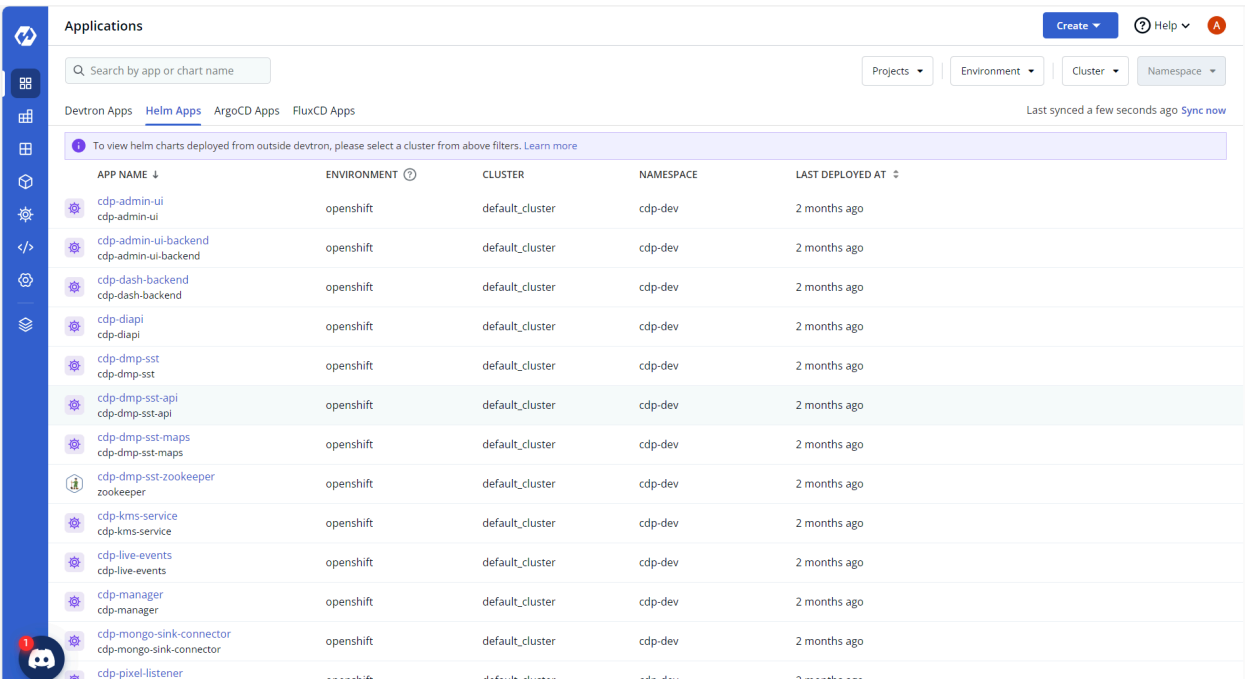 Applications
Create
Help
A
Search by app or chart name
Projects
Environment
Cluster
Namespace
Devtron Apps Helm Apps ArgoCD Apps FluxCD Apps
Last synced a few seconds ago Sync now
To view helm charts deployed from outside devtron, please select a cluster from above filters. Learn more
APP NAME ENVIRONMENT CLUSTER NAMESPACE LAST DEPLOYED AT
cdp-admin-ui
cdp-admin-ui
openshift default_cluster cdp-dev 2 months ago
cdp-admin-ui-backend
cdp-admin-ui-backend
openshift default_cluster cdp-dev 2 months ago
cdp-dash-backend
cdp-dash-backend
openshift default_cluster cdp-dev 2 months ago
cdp-diapi
cdp-diapi
openshift default_cluster cdp-dev 2 months ago
cdp-dmp-sst
cdp-dmp-sst
openshift default_cluster cdp-dev 2 months ago
cdp-dmp-sst-api
cdp-dmp-sst-api
openshift default_cluster cdp-dev 2 months ago
cdp-dmp-sst-maps
cdp-dmp-sst-maps
openshift default_cluster cdp-dev 2 months ago
cdp-dmp-sst-zookeeper
zookeeper
openshift default_cluster cdp-dev 2 months ago
cdp-kms-service
cdp-kms-service
openshift default_cluster cdp-dev 2 months ago
cdp-live-events
cdp-live-events
openshift default_cluster cdp-dev 2 months ago
cdp-manager
cdp-manager
openshift default_cluster cdp-dev 2 months ago
cdp-mongo-sink-connector
cdp-mongo-sink-connector
openshift default_cluster cdp-dev 2 months ago
1
cdp-pixel-listener